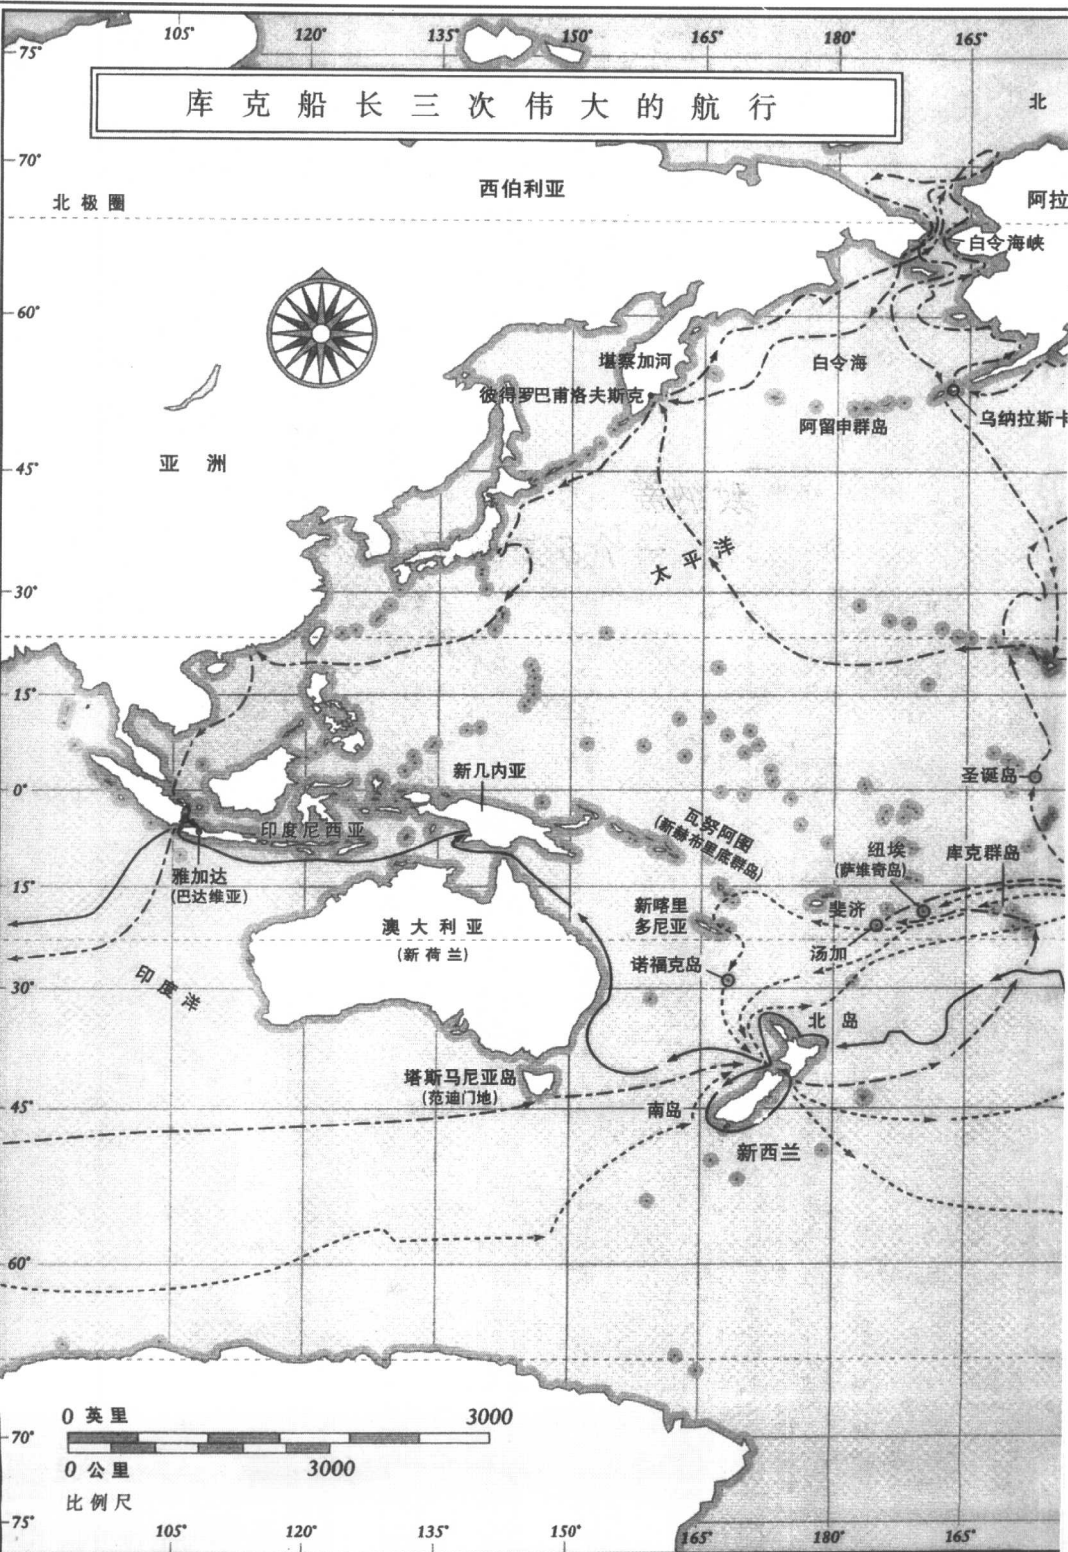 105° 120° 135° 150° 165° 180° 165°
75°
库克船长三次伟大的航行
北
70°
西伯利亚
北极圈
阿拉
白令海峡
60°
堪察加河
白令海
彼得罗巴甫洛夫斯克
乌纳拉斯卡
阿留申群岛
亚洲
45°
太平洋
30°
15°
新几内亚
圣诞岛
0°
印度尼西亚
瓦努阿图
(新赫布里底群岛)
纽埃
(萨维奇岛)
库克群岛
雅加达
(巴达维亚)
15°
斐济
新喀里
多尼亚
澳大利亚
(新荷兰)
汤加
诺福克岛
印度洋
30°
北岛
塔斯马尼亚岛
(范迪门地)
南岛
45°
新西兰
60°
0 英里 3000
70°
0 公里 3000
比例尺
75°
105° 120° 135° 150° 165° 180° 165°